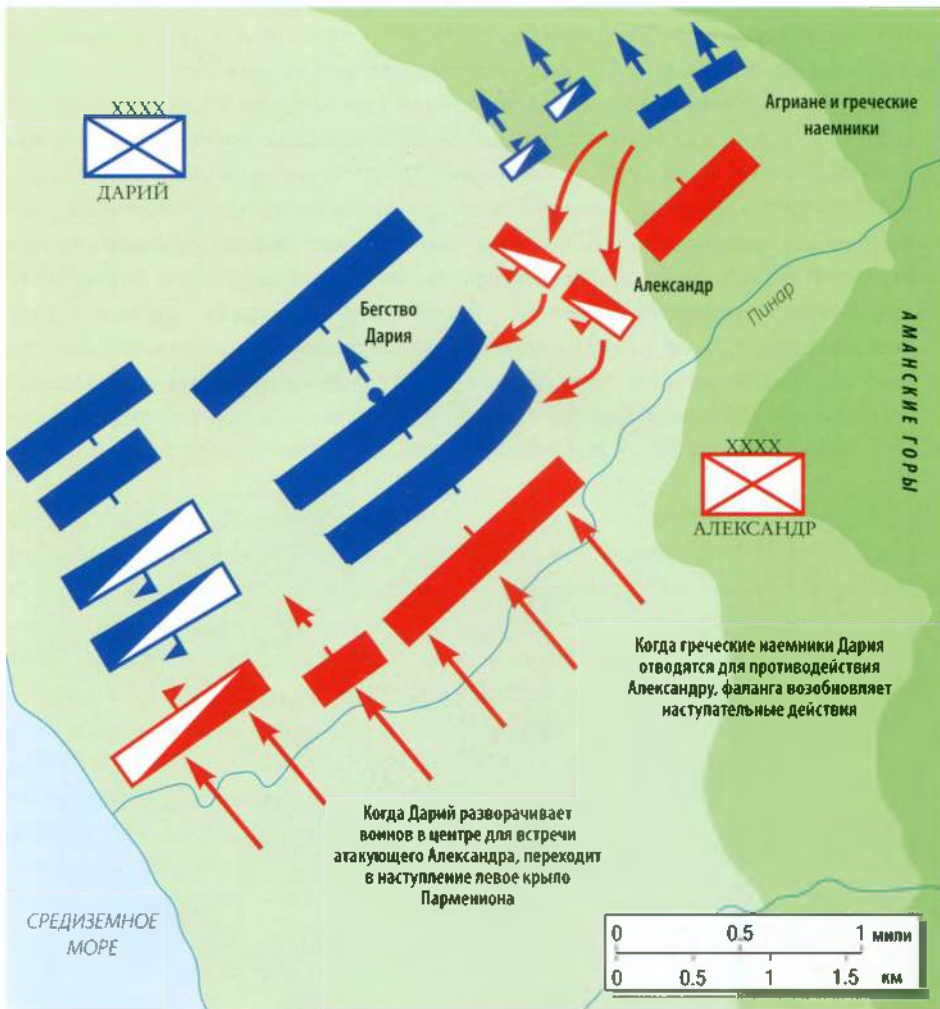 XXXX
ДАРИЙ
Агриане и греческие
наемники
Александр
Пинар
Бегство
Дария
АМАНСКИЕ ГОРЫ
XXXX
АЛЕКСАНДР
Когда греческие наемники Дария
отводятся для противодействия
Александру, фаланга возобновляет
наступательные действия
Когда Дарий разворачивает
воинов в центре для встречи
атакующего Александра, переходит
в наступление левое крыло
Пармениона
СРЕДИЗЕМНОЕ
МОРЕ
0 0.5 1 мили
0 0.5 1 1.5 км